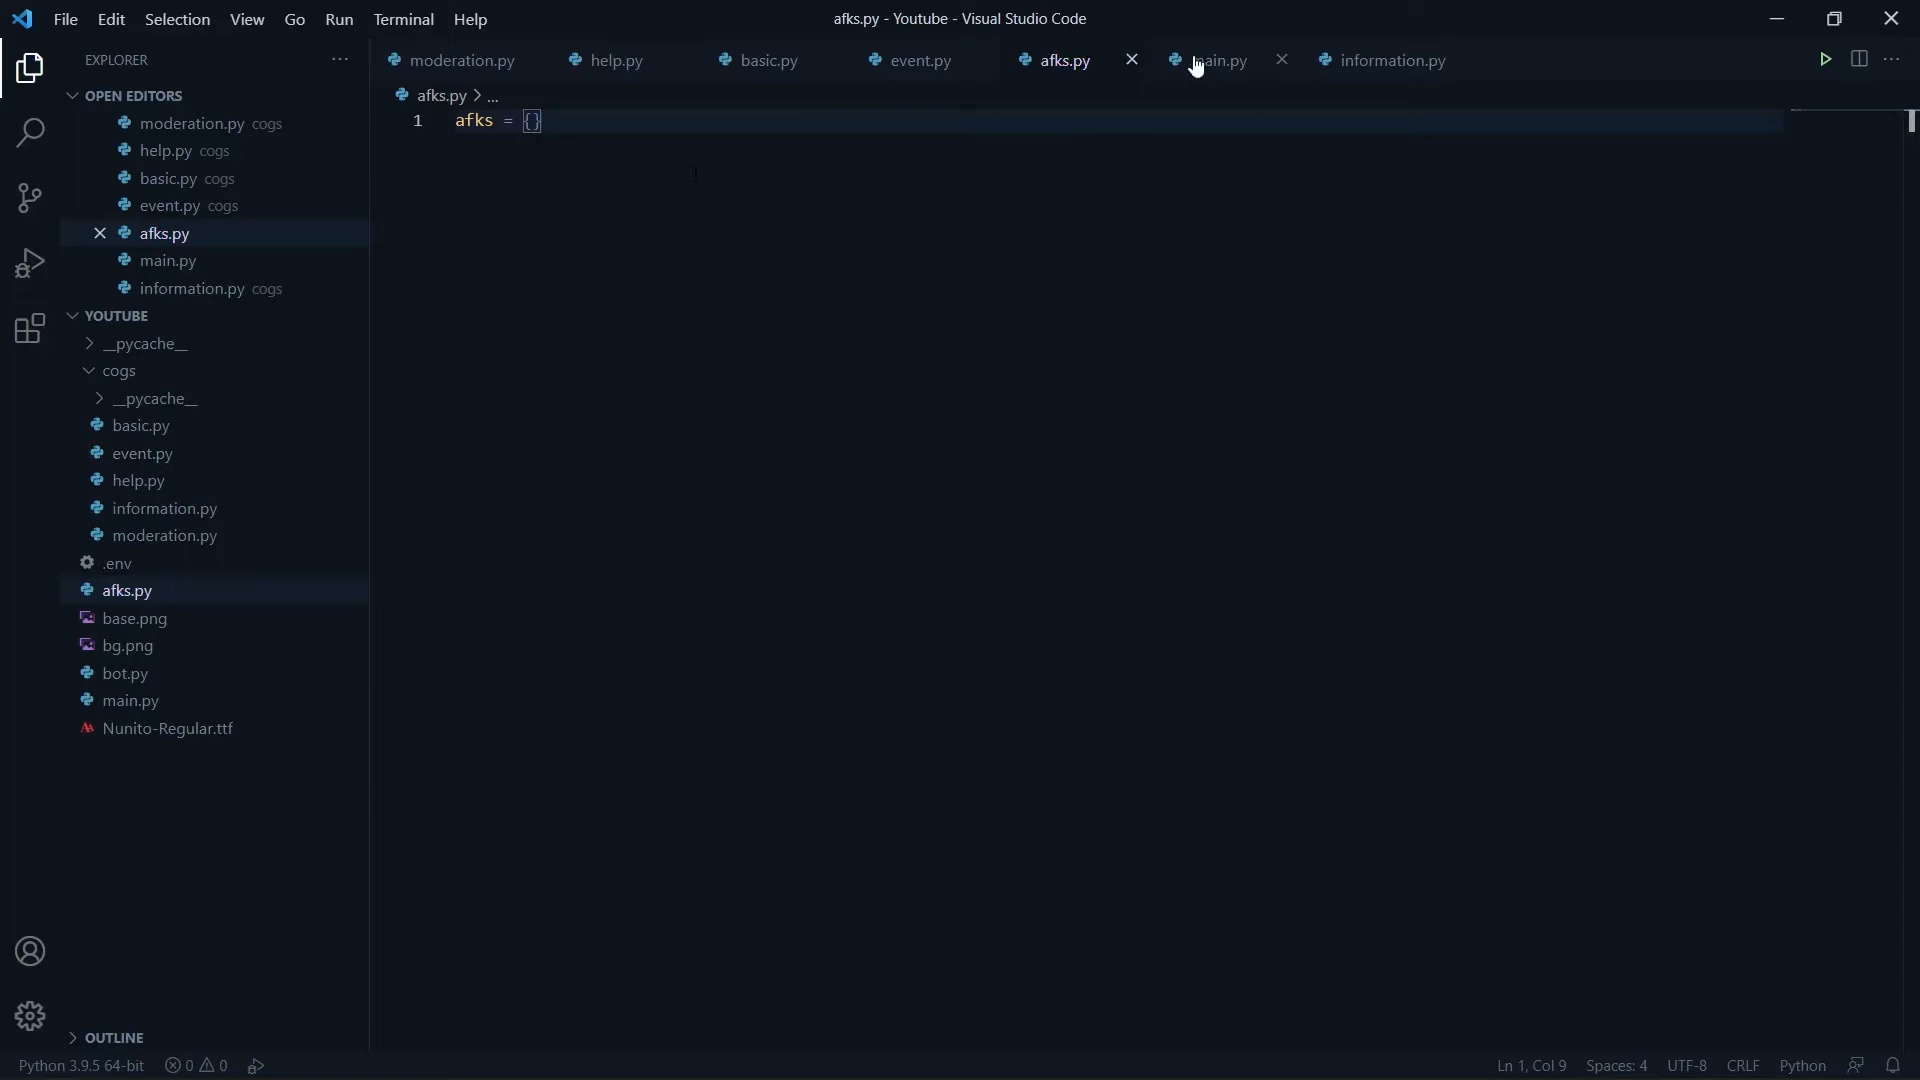 File Edit Selection View Go Run Terminal Help
afks.py - Youtube - Visual Studio Code
EXPLORER
moderation.py help.py basic.py event.py afks.py information.py
OPEN EDITORS
moderation.py cogs
help.py cogs
basic.py cogs
event.py cogs
afks.py
main.py
information.py cogs
YOUTUBE
__pycache__
cogs
__pycache__
basic.py
event.py
help.py
information.py
moderation.py
.env
afks.py
base.png
bg.png
bot.py
main.py
Nunito-Regular.ttf
OUTLINE
afks.py > ...
1 afks = {}
Python 3.9.5 64-bit 0 0
Ln 1, Col 9 Spaces: 4 UTF-8 CRLF Python